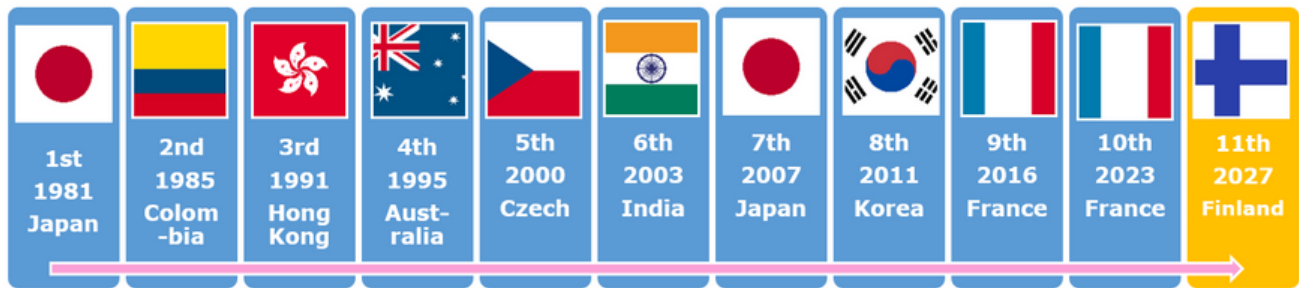 1st
1981
Japan
2nd
1985
Colom
-bia
3rd
1991
Hong
Kong
4th
1995
Aust-
ralia
5th
2000
Czech
6th
2003
India
7th
2007
Japan
8th
2011
Korea
9th
2016
France
10th
2023
France
11th
2027
Finland